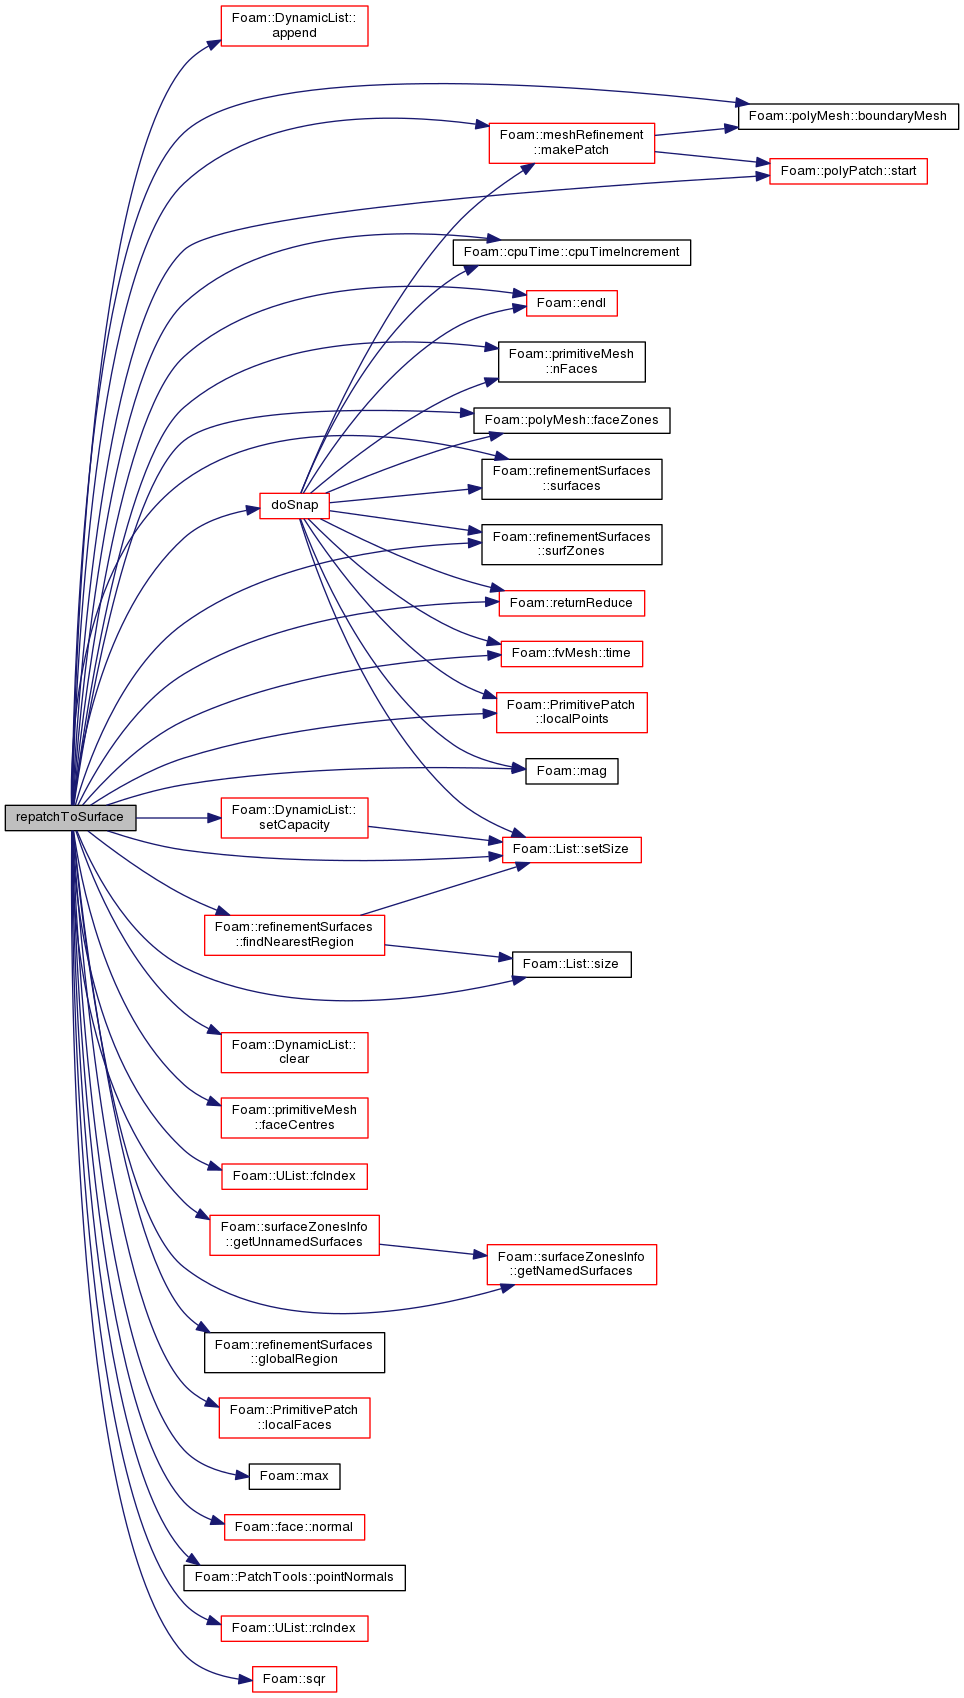 Foam::DynamicList::
append
Foam::polyMesh::boundaryMesh
Foam::meshRefinement
::makePatch
Foam::polyPatch::start
Foam::cpuTime::cpuTimeIncrement
Foam::endl
Foam::primitiveMesh
::nFaces
Foam::polyMesh::faceZones
Foam::refinementSurfaces
::surfaces
doSnap
Foam::refinementSurfaces
::surfZones
Foam::returnReduce
Foam::fvMesh::time
Foam::PrimitivePatch
::localPoints
Foam::mag
repatchToSurface
Foam::DynamicList::
setCapacity
Foam::List::setSize
Foam::refinementSurfaces
::findNearestRegion
Foam::List::size
Foam::DynamicList::
clear
Foam::primitiveMesh
::faceCentres
Foam::UList::fcIndex
Foam::surfaceZonesInfo
::getUnnamedSurfaces
Foam::surfaceZonesInfo
::getNamedSurfaces
Foam::refinementSurfaces
::globalRegion
Foam::PrimitivePatch
::localFaces
Foam::max
Foam::face::normal
Foam::PatchTools::pointNormals
Foam::UList::rcIndex
Foam::sqr